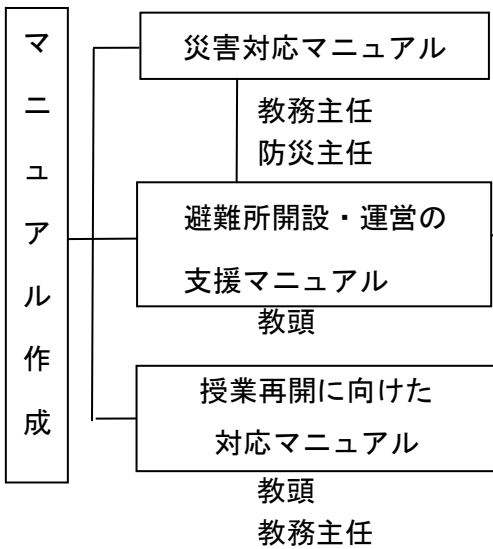 マニュアル作成
災害対応マニュアル
教務主任
防災主任
避難所開設・運営の
支援マニュアル
教頭
授業再開に向けた
対応マニュアル
教頭
教務主任